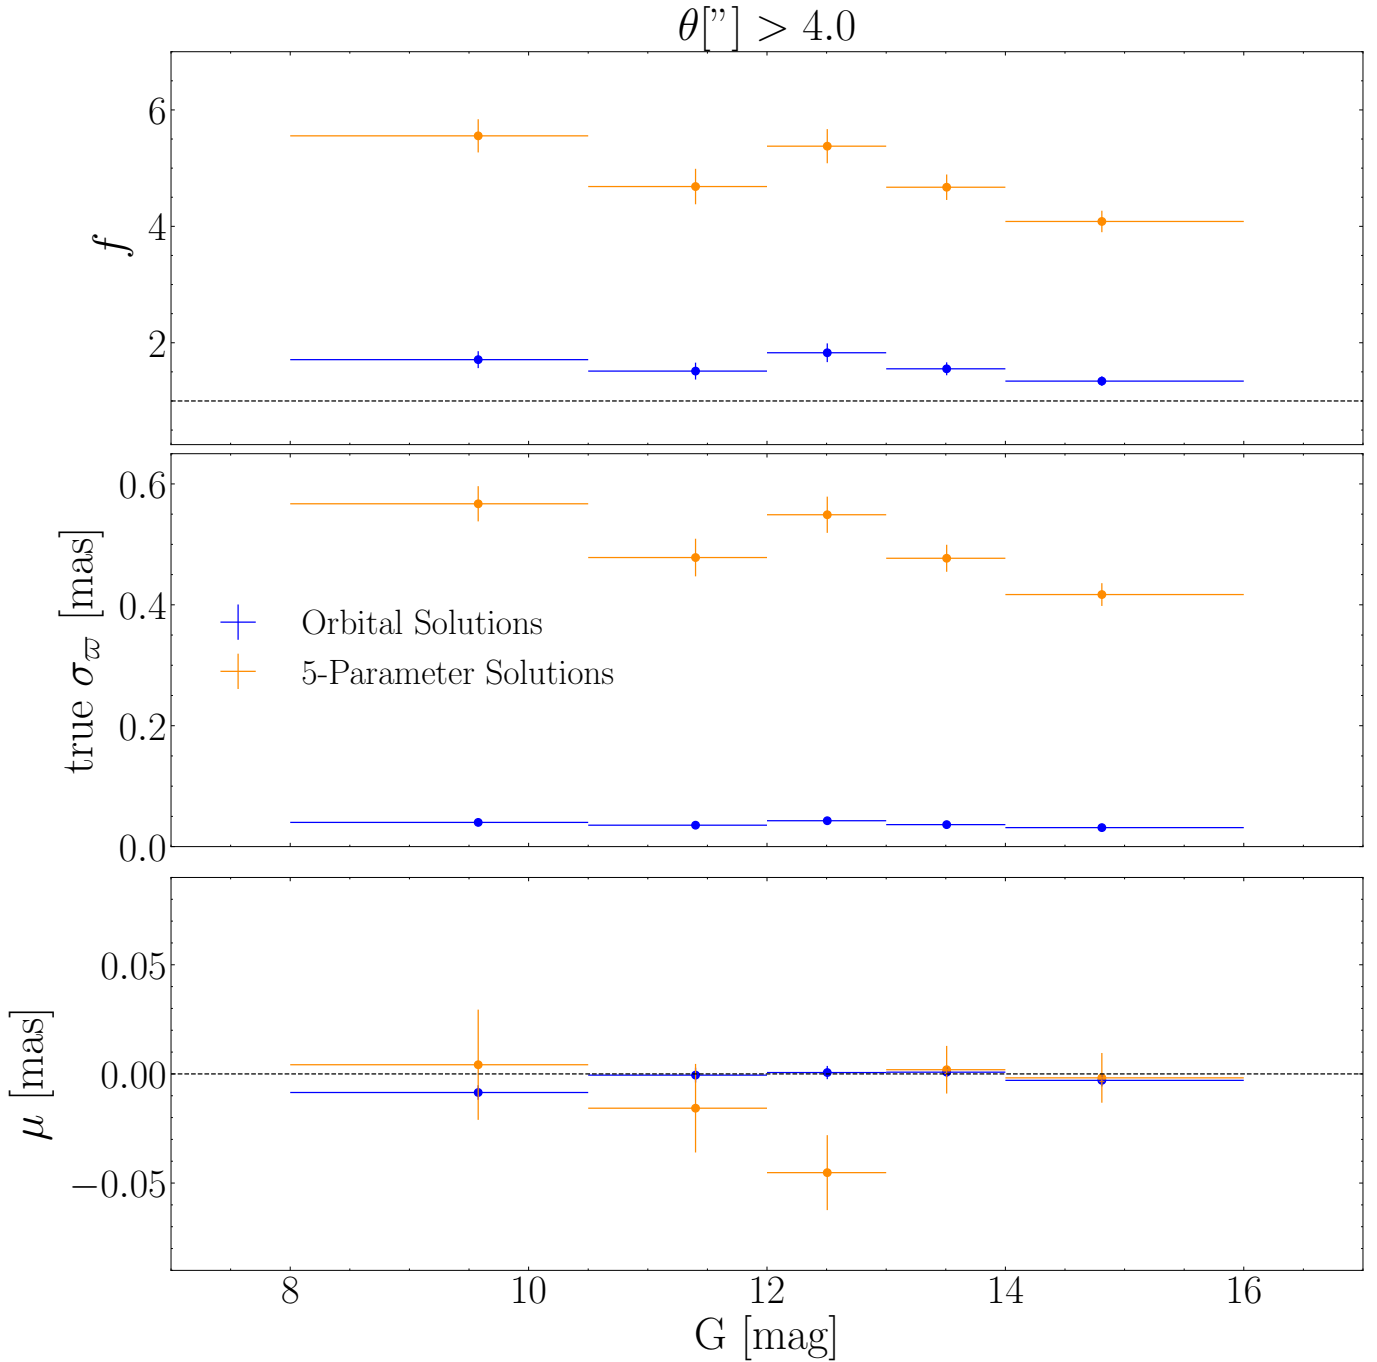 θ[”] > 4.0
f
6
4
2
true σ_ϖ [mas]
0.6
0.4
0.2
0.0
Orbital Solutions
5-Parameter Solutions
μ [mas]
0.05
0.00
−0.05
8 10 12 14 16
G [mag]